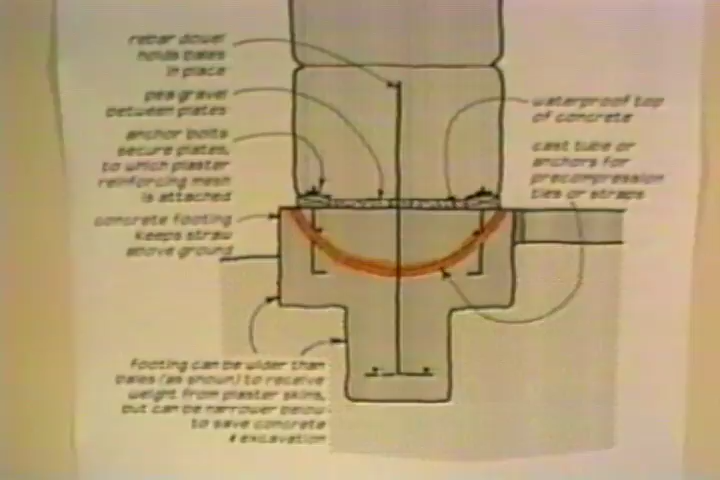 rebar dowel
holds bales
in place
pea gravel
between plates
anchor bolts
secure plates,
to which plaster
reinforcing mesh
is attached
concrete footing
keeps straw
above ground
waterproof top
of concrete
cast tube or
anchors for
precompression
ties or straps
footing can be wider than
bales (as shown) to receive
weight from plaster skins,
but can be narrower below
to save concrete
& excavation